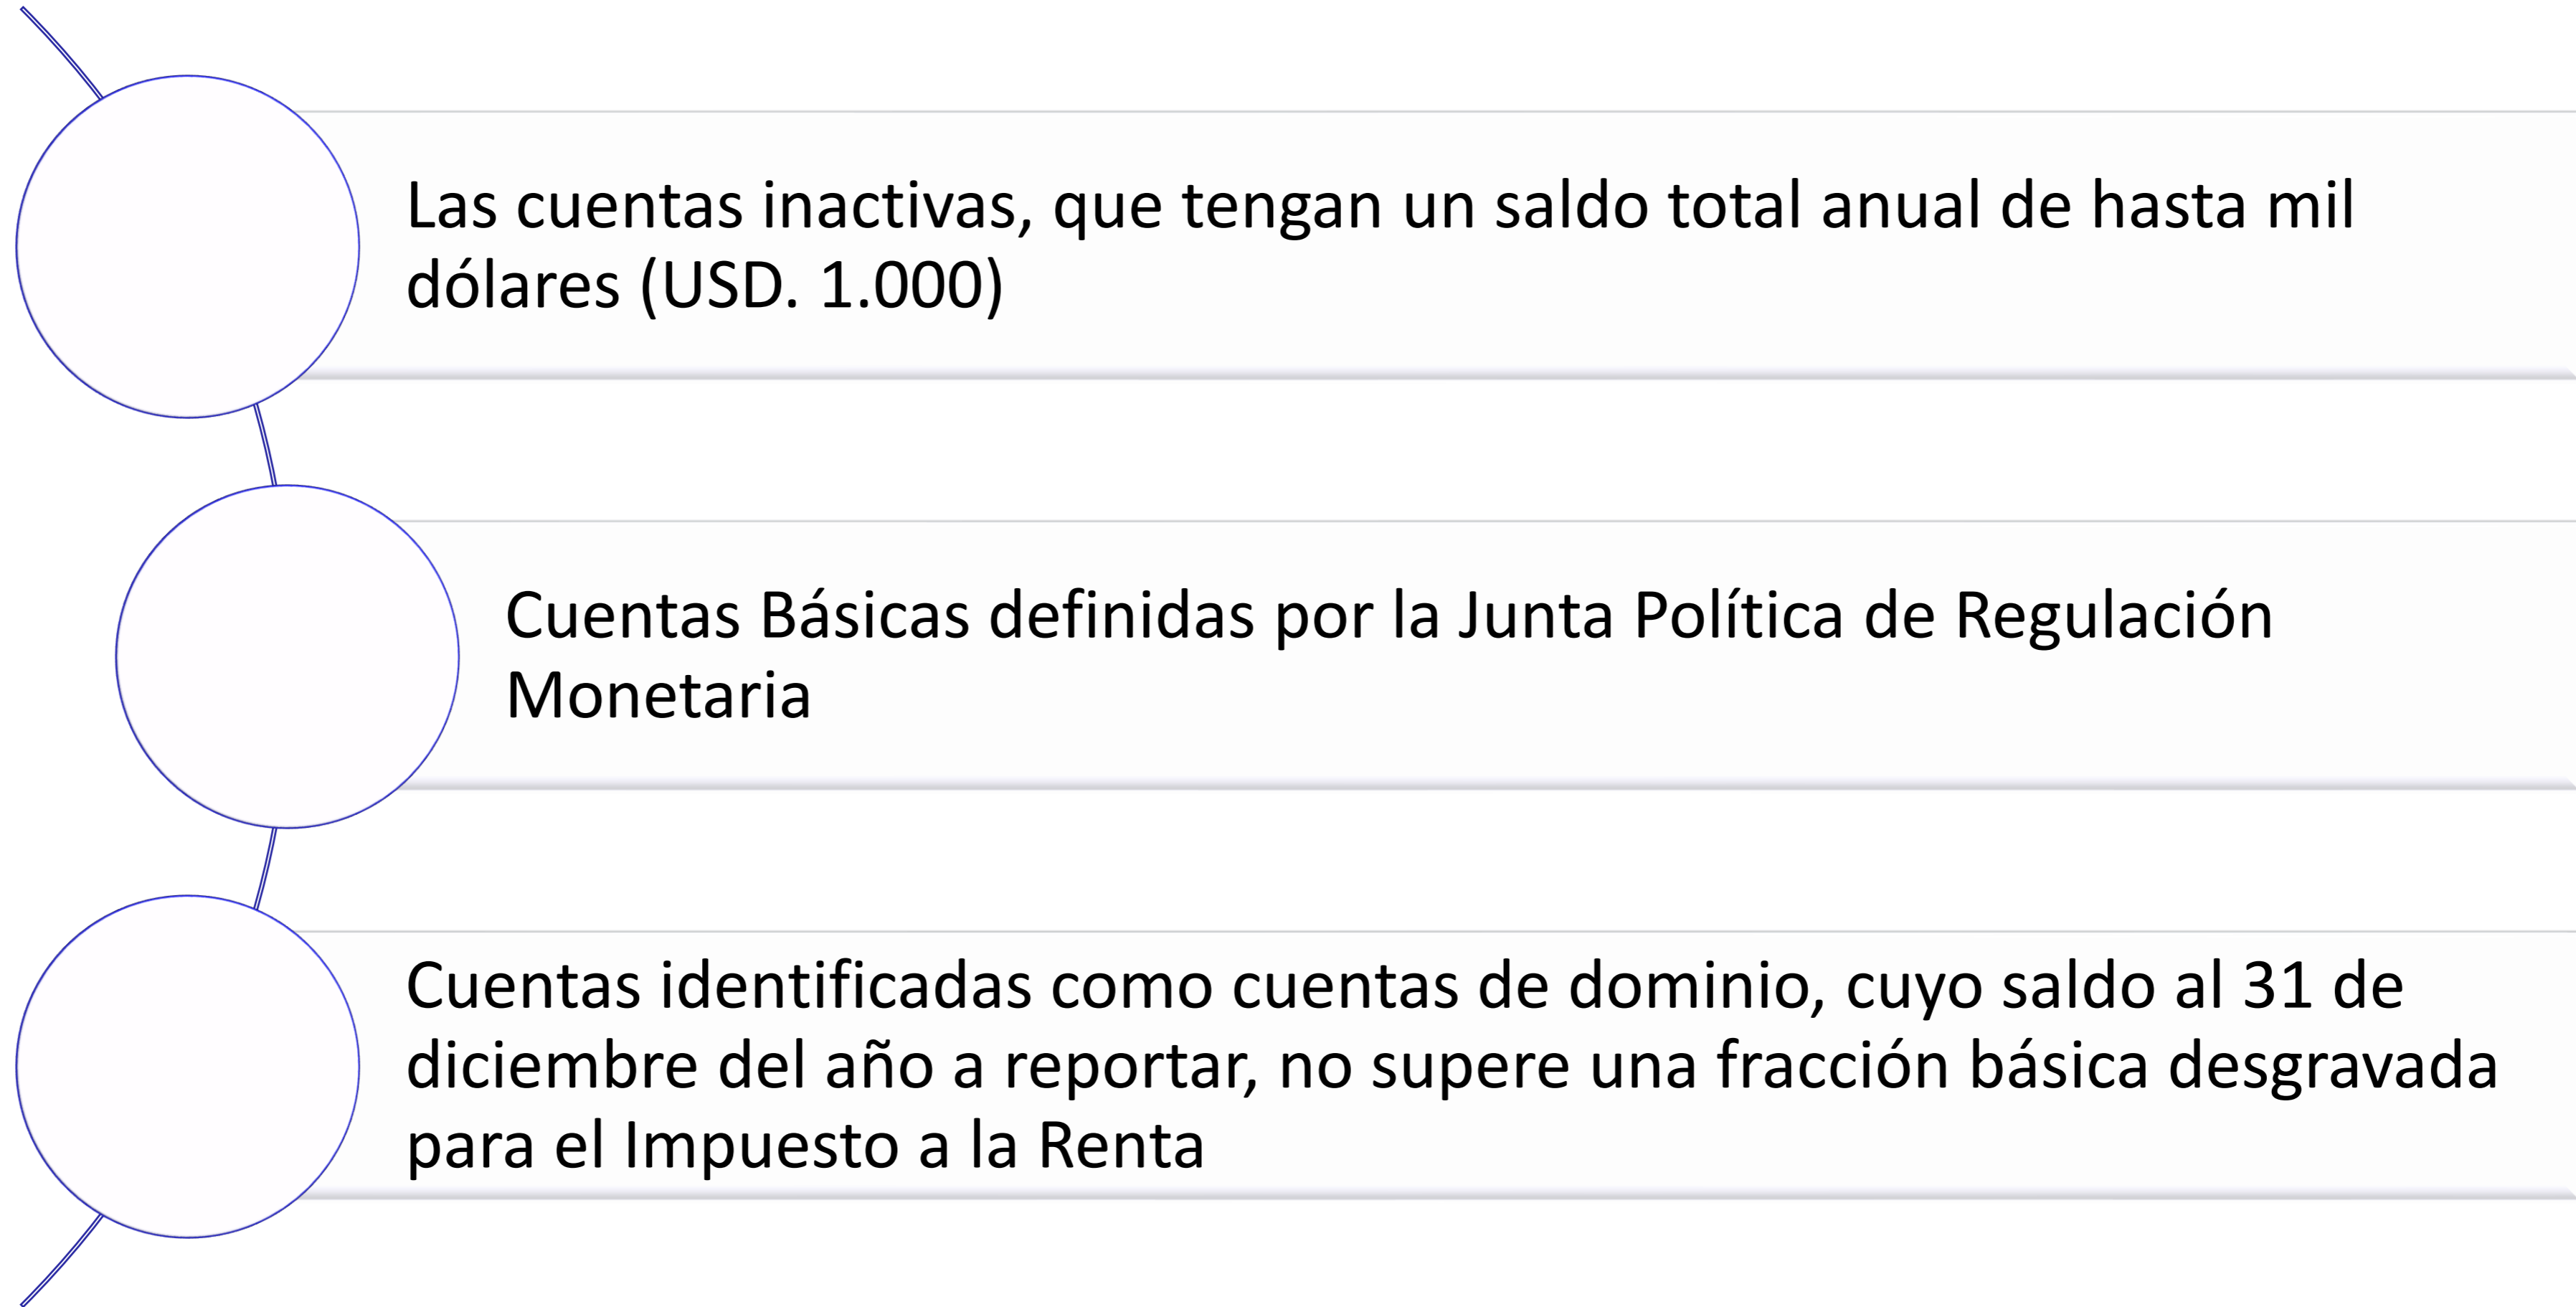 Las cuentas inactivas, que tengan un saldo total anual de hasta mil
dólares (USD. 1.000)
Cuentas Básicas definidas por la Junta Política de Regulación
Monetaria
Cuentas identificadas como cuentas de dominio, cuyo saldo al 31 de
diciembre del año a reportar, no supere una fracción básica desgravada
para el Impuesto a la Renta